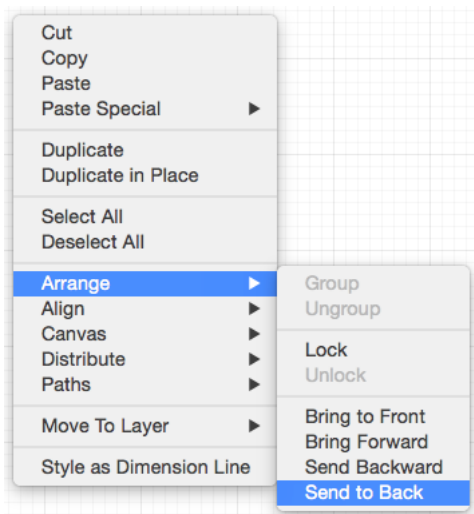 Cut
Copy
Paste
Paste Special
Duplicate
Duplicate in Place
Select All
Deselect All
Arrange
Align
Canvas
Distribute
Paths
Move To Layer
Style as Dimension Line
Group
Ungroup
Lock
Unlock
Bring to Front
Bring Forward
Send Backward
Send to Back